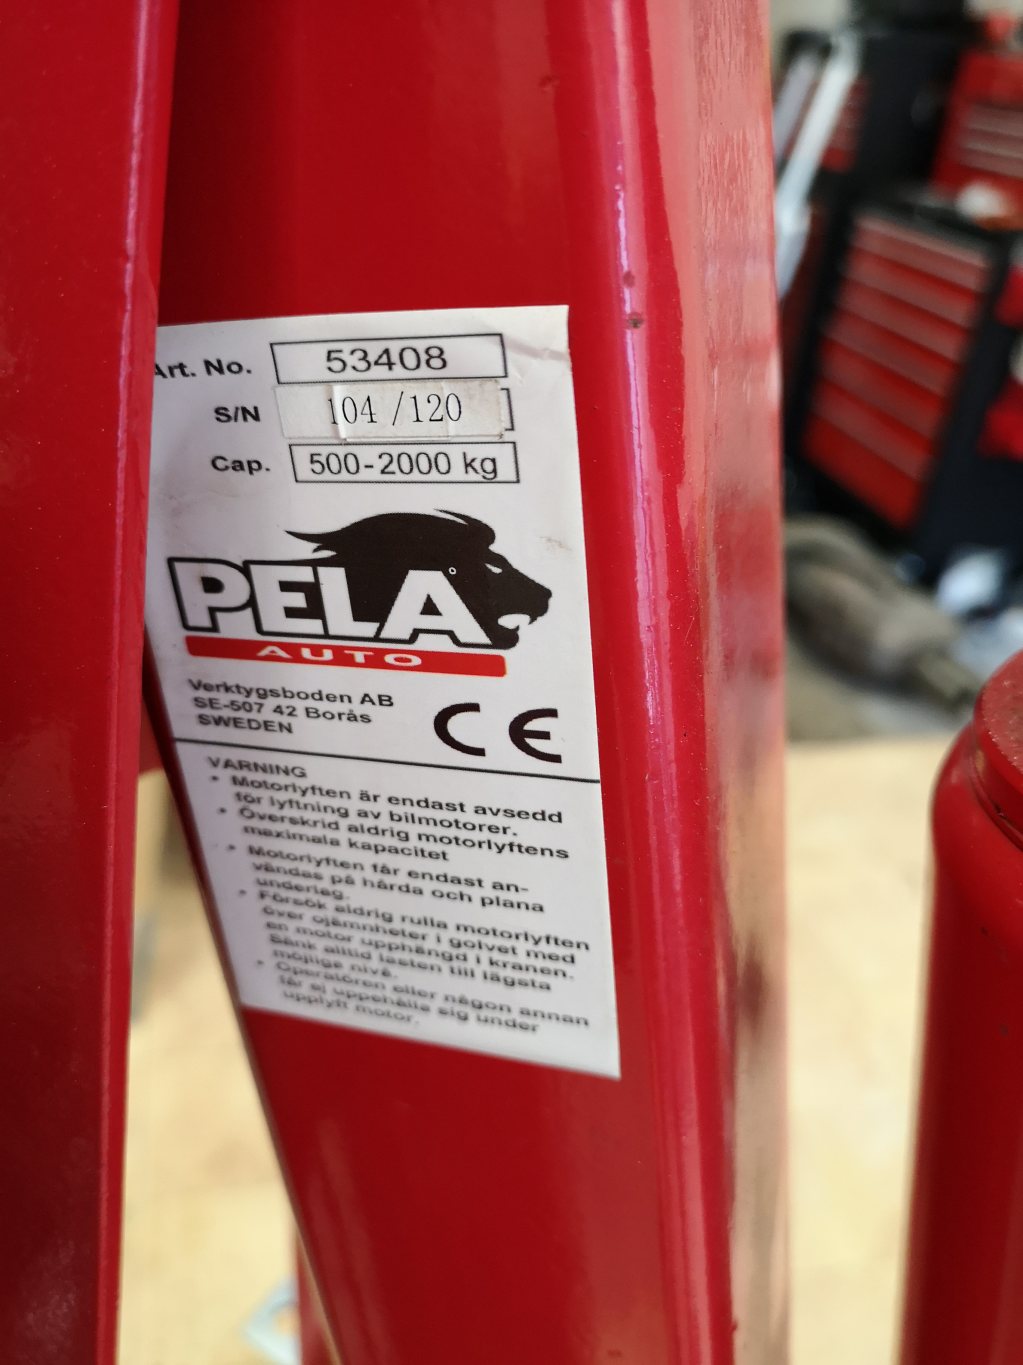 Art. No. 53408
S/N 104 /120
Cap. 500-2000 kg
PELA
AUTO
Verktygsboden AB
SE-507 42 Borås
SWEDEN
CE
VARNING
• Motorlyften är endast avsedd
för lyftning av bilmotorer.
• Överskrid aldrig motorlyftens
maximala kapacitet
• Motorlyften får endast an-
vändas på hårda och plana
underlag.
• Försök aldrig rulla motorlyften
över ojämnheter i golvet med
en motor upphängd i kranen.
Sänk alltid lasten till lägsta
möjliga nivå.
• Operatören eller någon annan
får ej uppehålla sig under
upplyft motor.